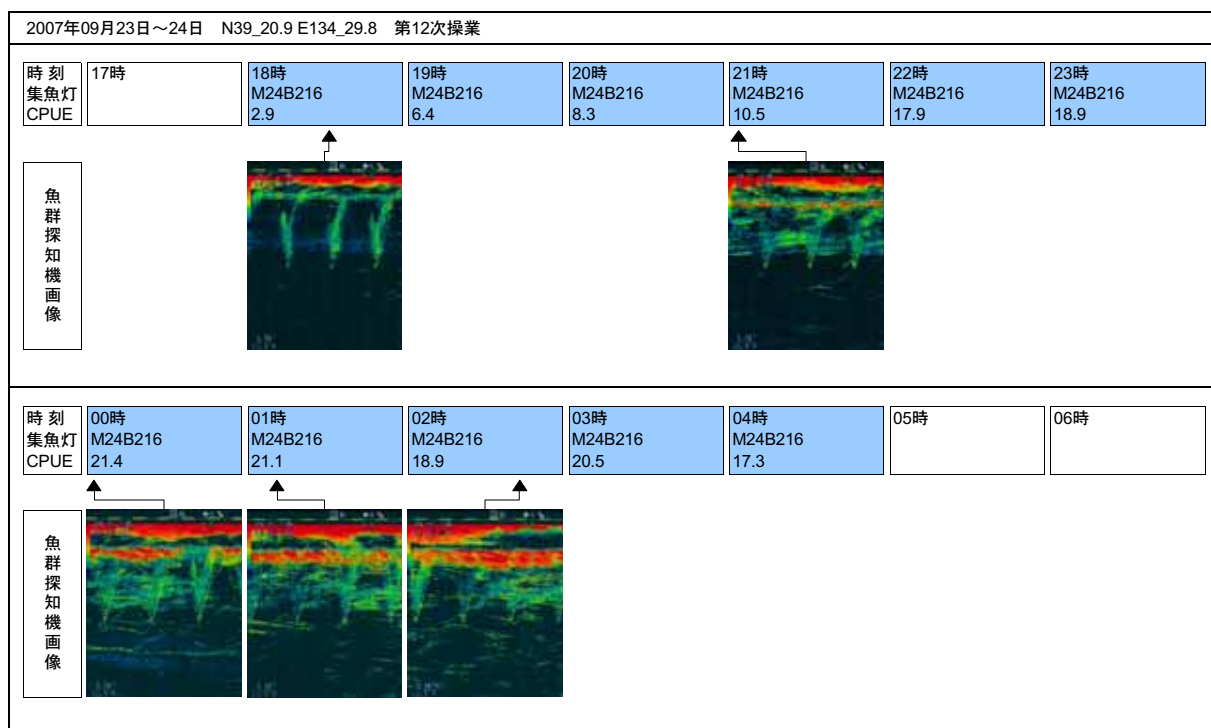 2007年09月23日～24日 N39_20.9 E134_29.8 第12次操業
時刻
集魚灯
CPUE
17時
18時
M24B216
2.9
19時
M24B216
6.4
20時
M24B216
8.3
21時
M24B216
10.5
22時
M24B216
17.9
23時
M24B216
18.9
魚群探知機画像
時刻
集魚灯
CPUE
00時
M24B216
21.4
01時
M24B216
21.1
02時
M24B216
18.9
03時
M24B216
20.5
04時
M24B216
17.3
05時
06時
魚群探知機画像